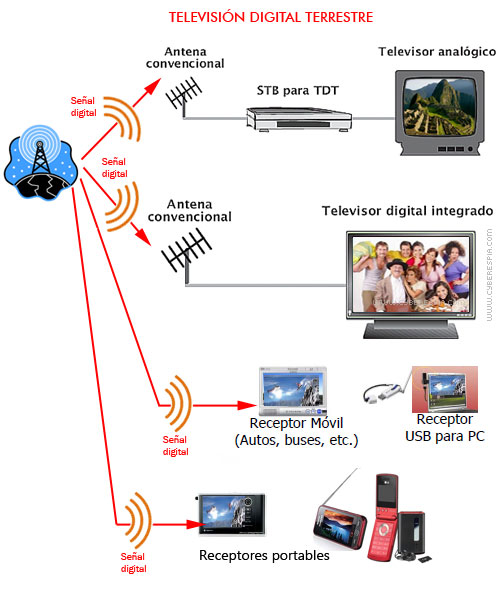 TELEVISIÓN DIGITAL TERRESTRE
Antena
convencional
Televisor analógico
STB para TDT
Señal
digital
Señal
digital
Antena
convencional
Televisor digital integrado
WWW.CYBERESPIA.COM
Receptor Móvil
(Autos, buses, etc.)
Receptor
USB para PC
Señal
digital
Receptores portables
Señal
digital